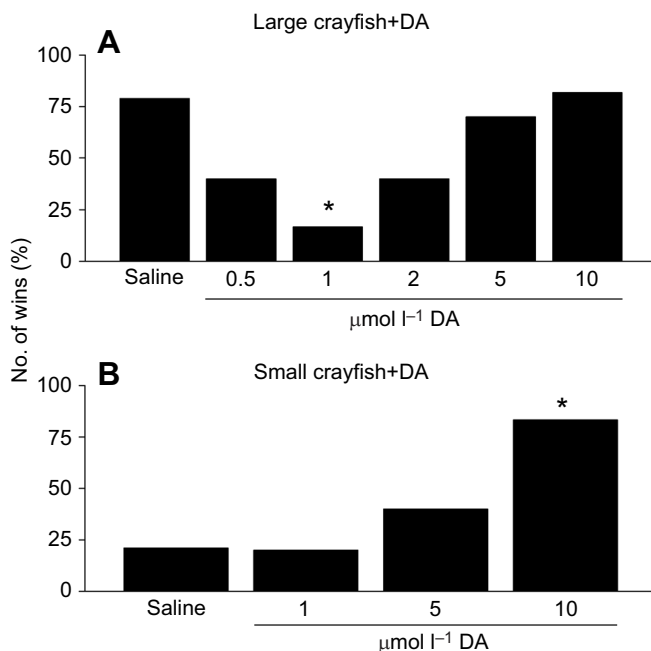 Large crayfish+DA
A
100
75
50
25
0
*
Saline 0.5 1 2 5 10
μmol l–1 DA
No. of wins (%)
Small crayfish+DA
B
100
75
50
25
0
*
Saline 1 5 10
μmol l–1 DA